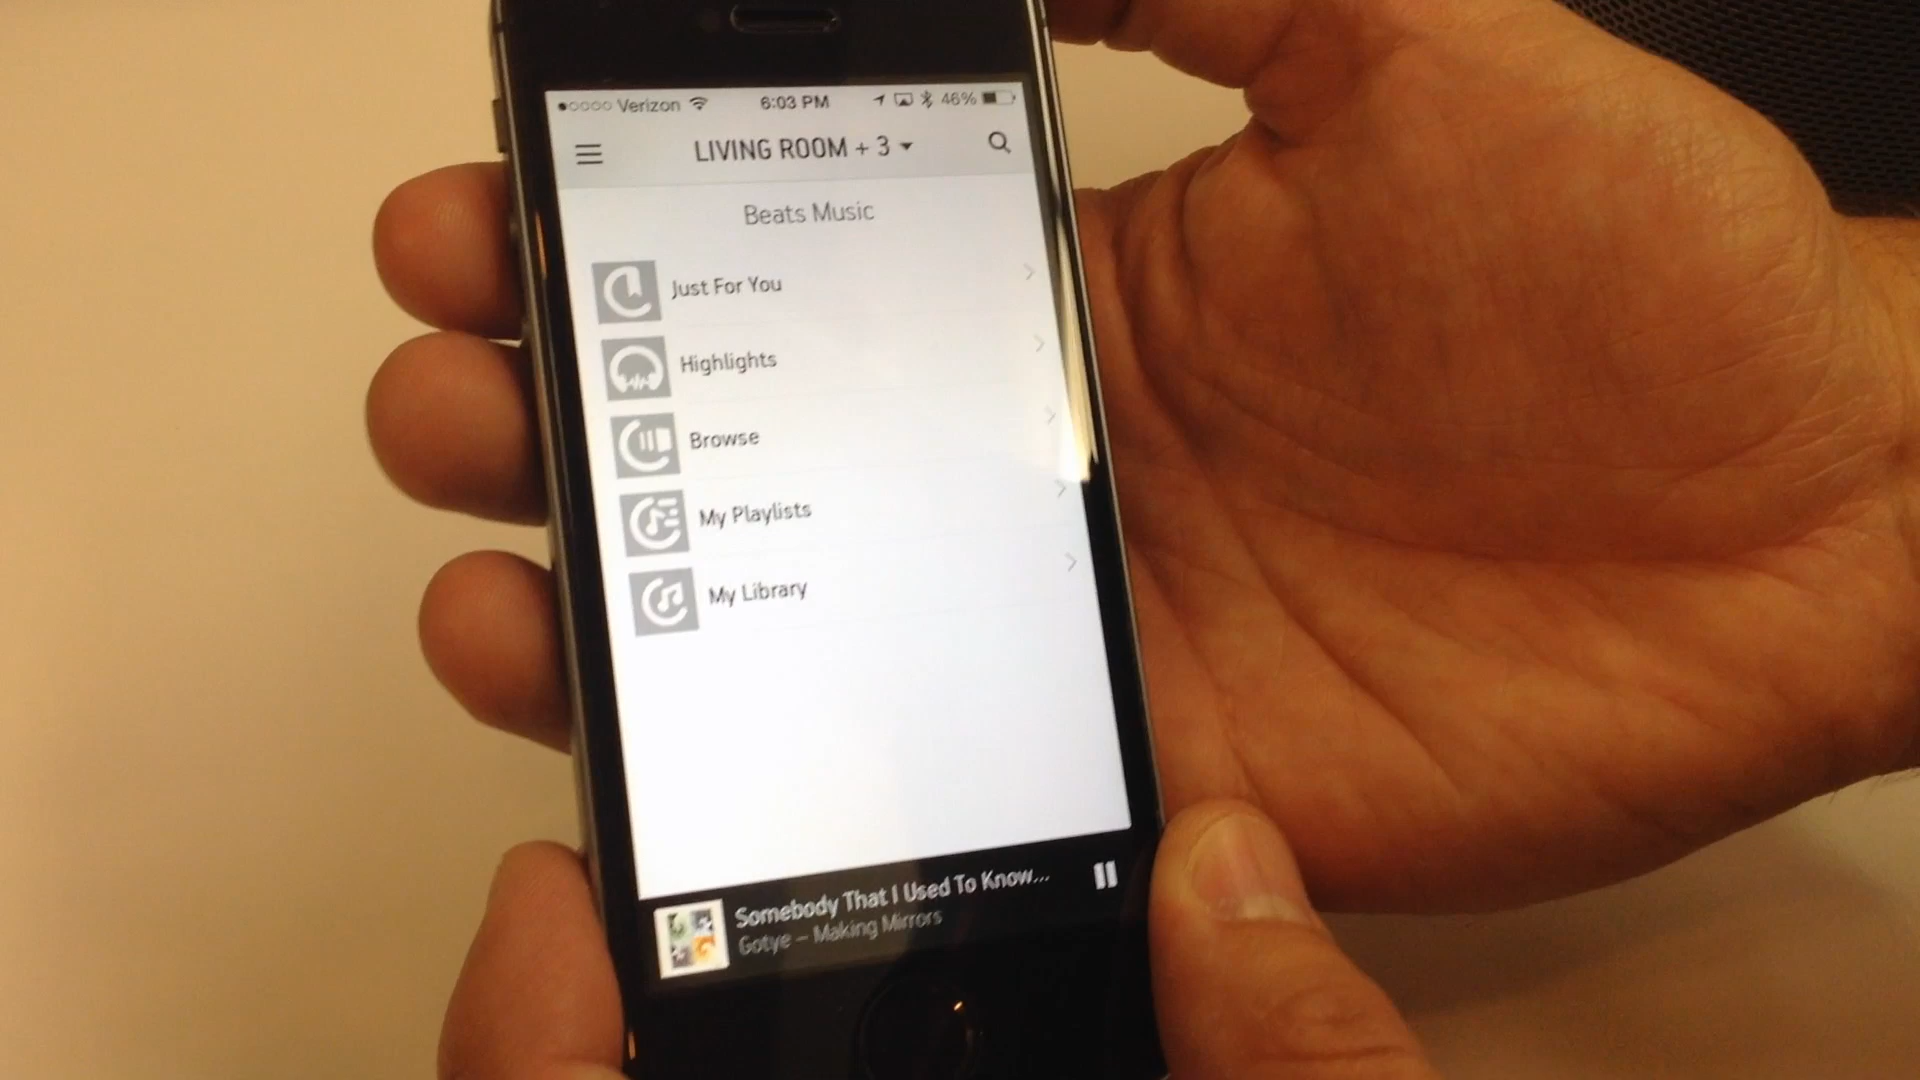 Verizon 6:03 PM 46%
LIVING ROOM + 3
Beats Music
Just For You
Highlights
Browse
My Playlists
My Library
Somebody That I Used To Know...
Gotye – Making Mirrors